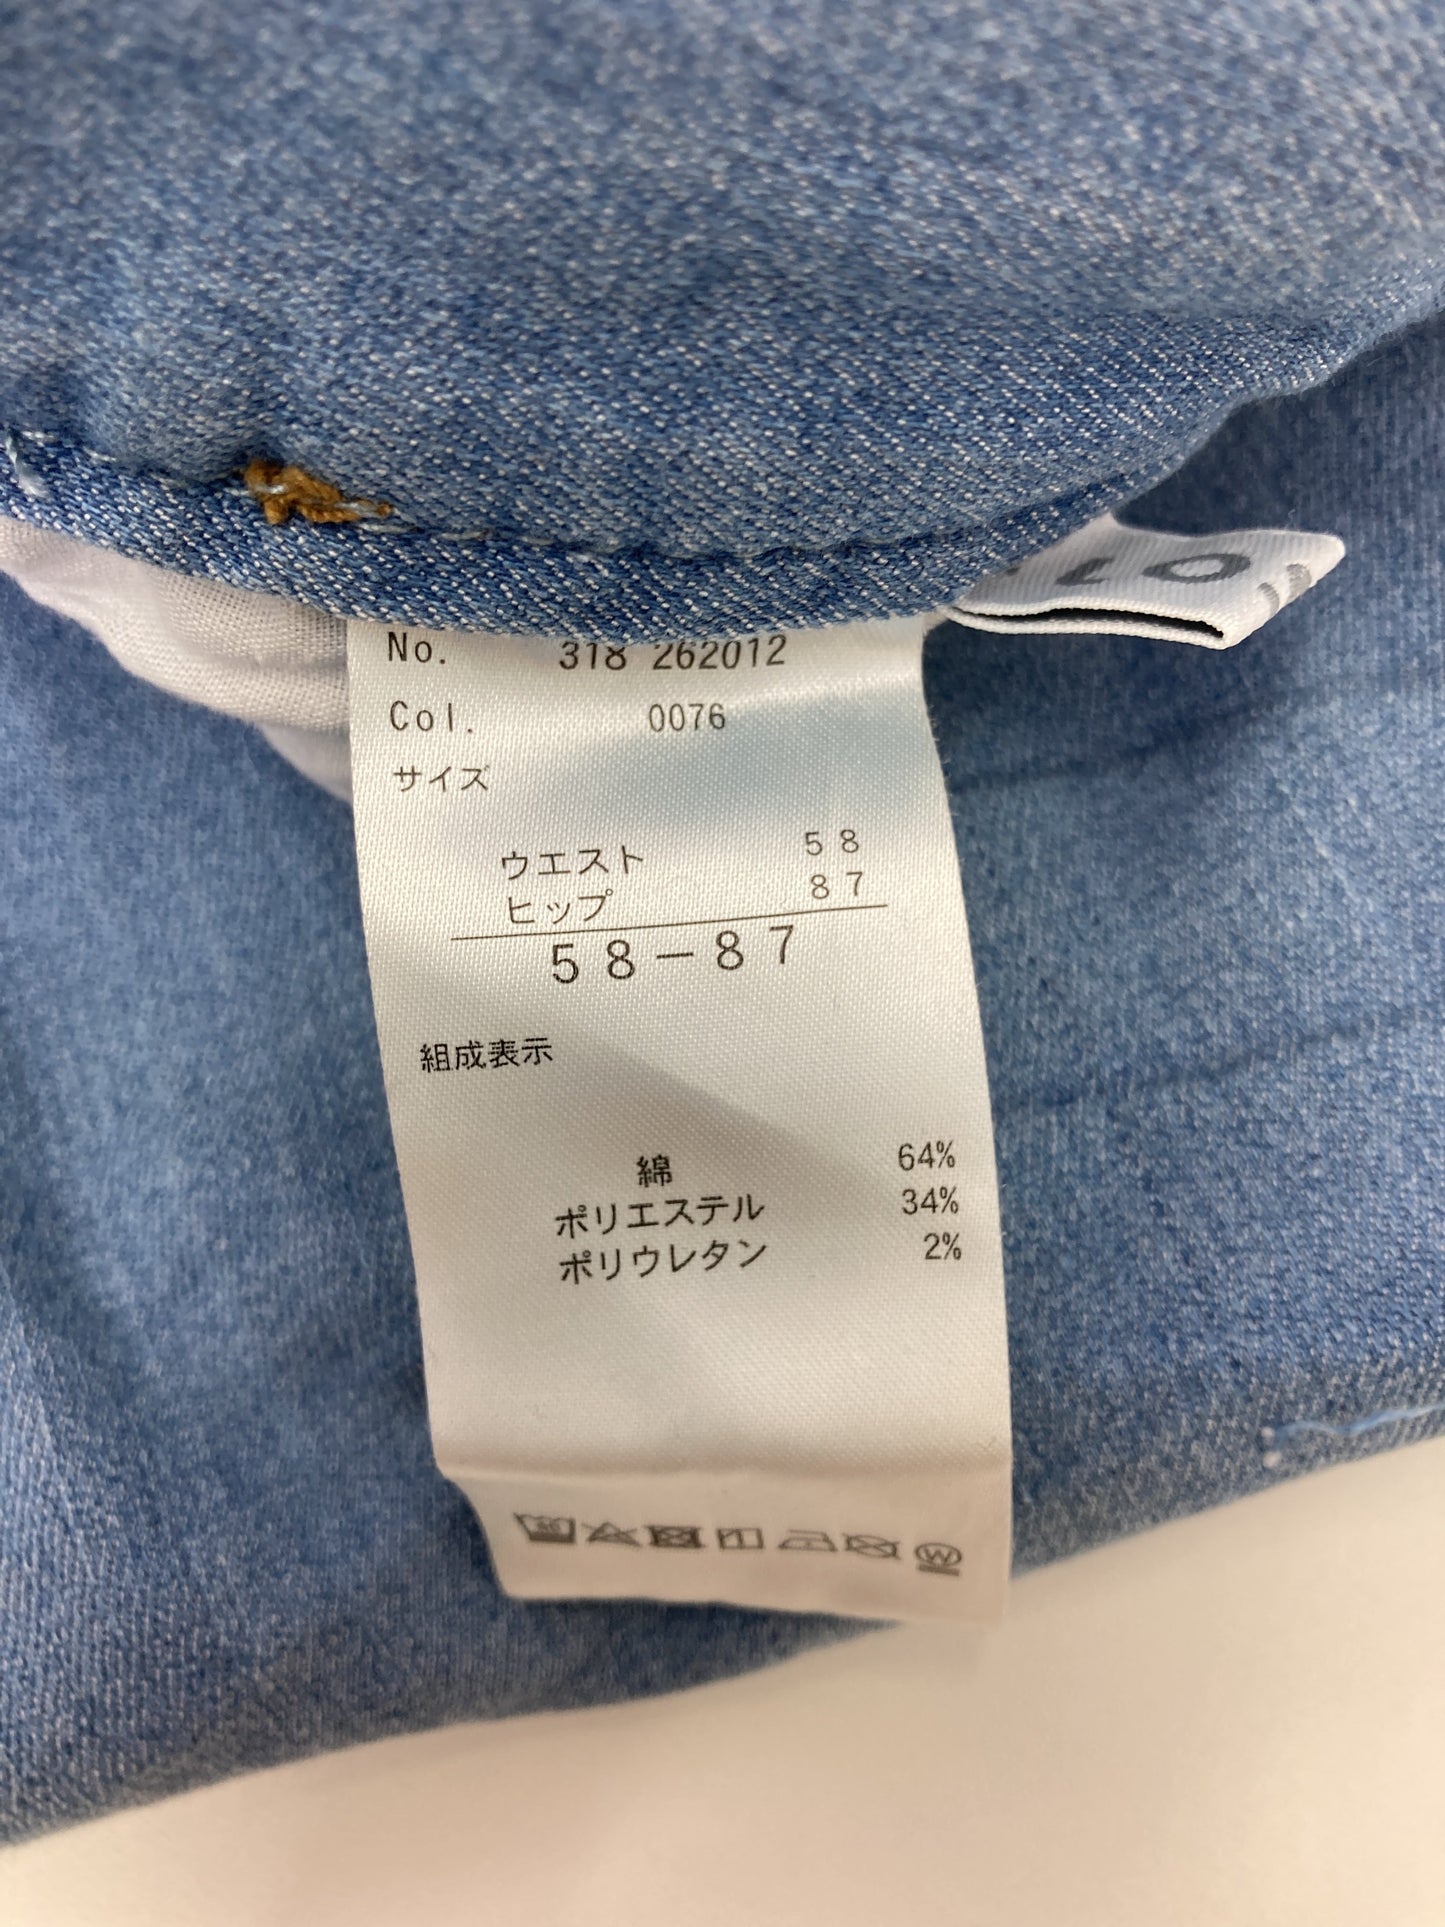 No. 318 262012
Col. 0076
サイズ
ウエスト 58
ヒップ 87
58-87
組成表示
綿 64%
ポリエステル 34%
ポリウレタン 2%
W